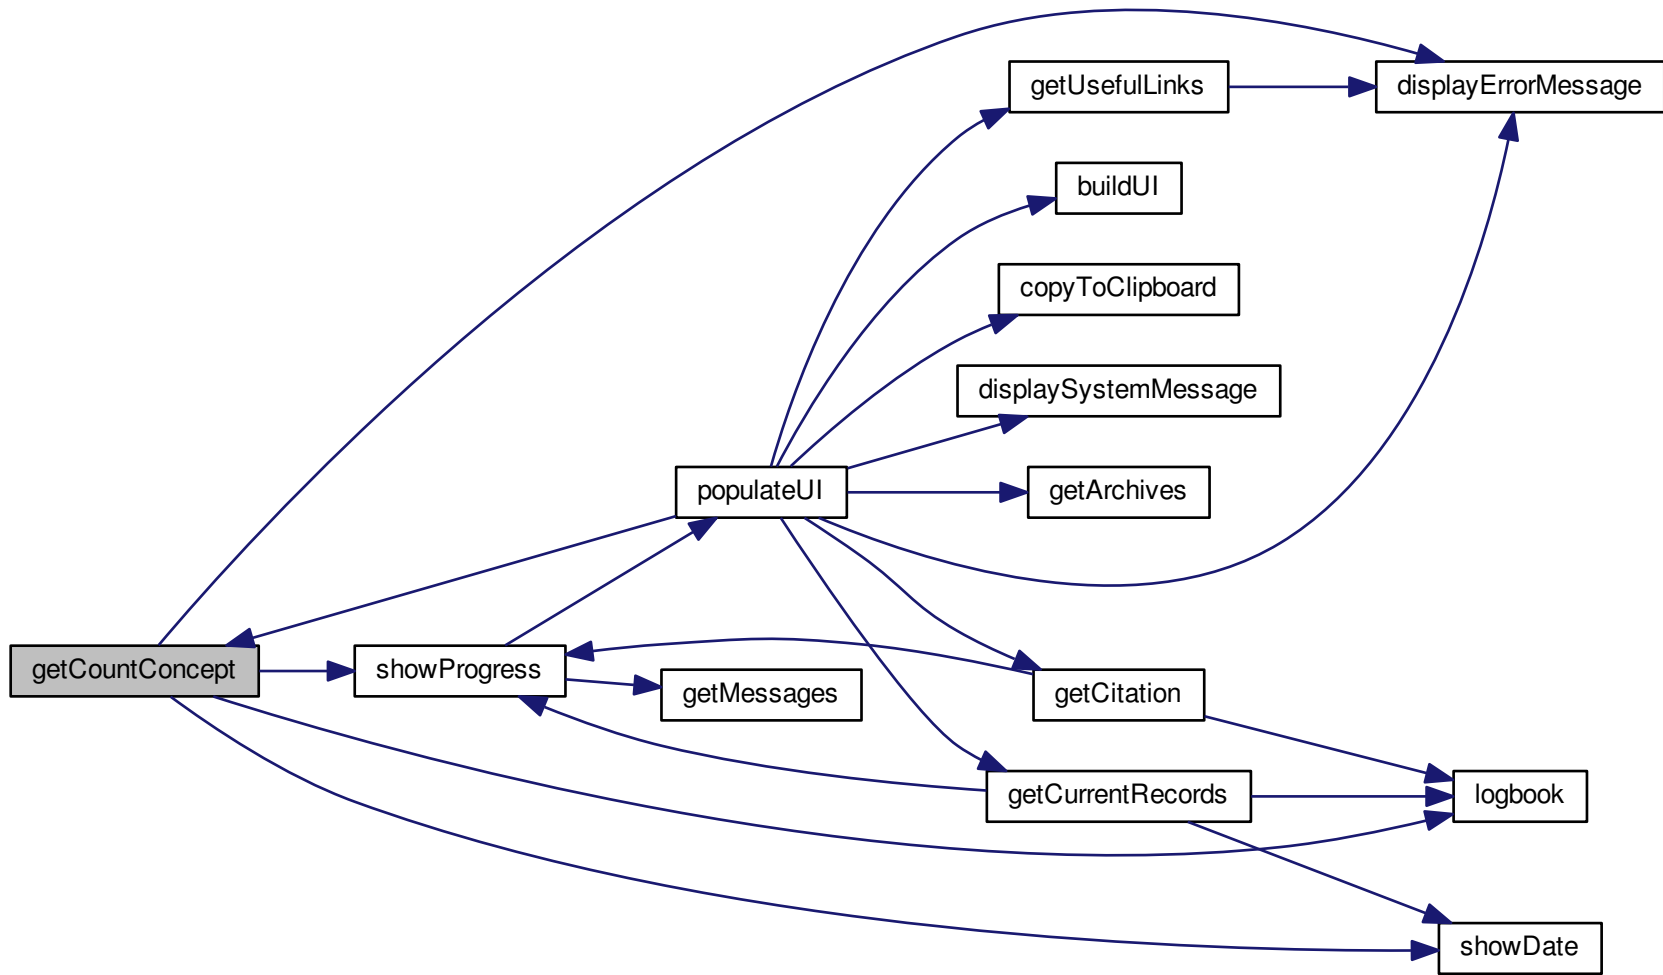 getUsefulLinks
displayErrorMessage
buildUI
copyToClipboard
displaySystemMessage
populateUI
getArchives
getCountConcept
showProgress
getMessages
getCitation
getCurrentRecords
logbook
showDate